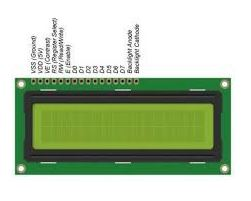 VSS (Ground)
VDD (5V)
VE (Contrast)
RS (Register Select)
RW (Read/Write)
E (Enable)
D0
D1
D2
D3
D4
D5
D6
D7
Backlight Anode
Backlight Cathode